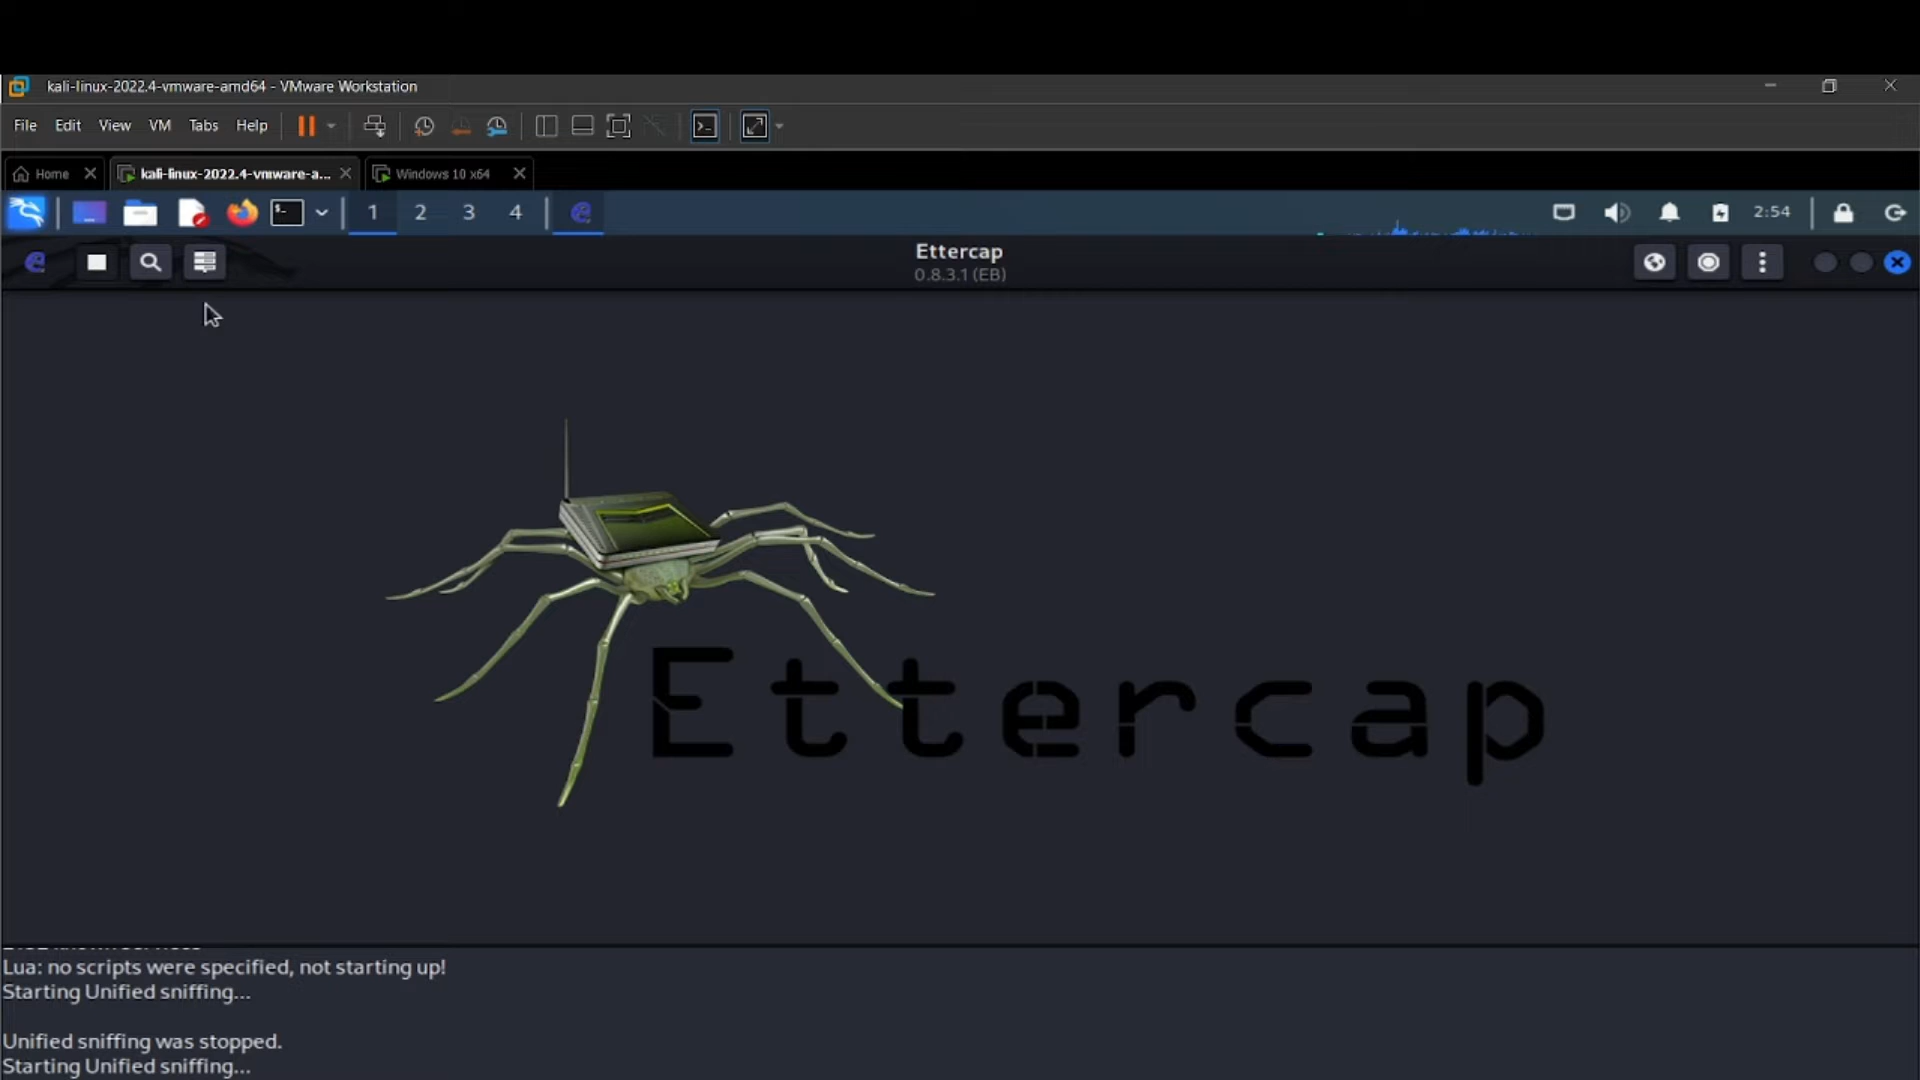 kali-linux-2022.4-vmware-amd64 - VMware Workstation
File Edit View VM Tabs Help
Home kali-linux-2022.4-vmware-a... Windows 10 x64
1 2 3 4 2:54
Ettercap
0.8.3.1 (EB)
Ettercap
Lua: no scripts were specified, not starting up!
Starting Unified sniffing...
Unified sniffing was stopped.
Starting Unified sniffing...